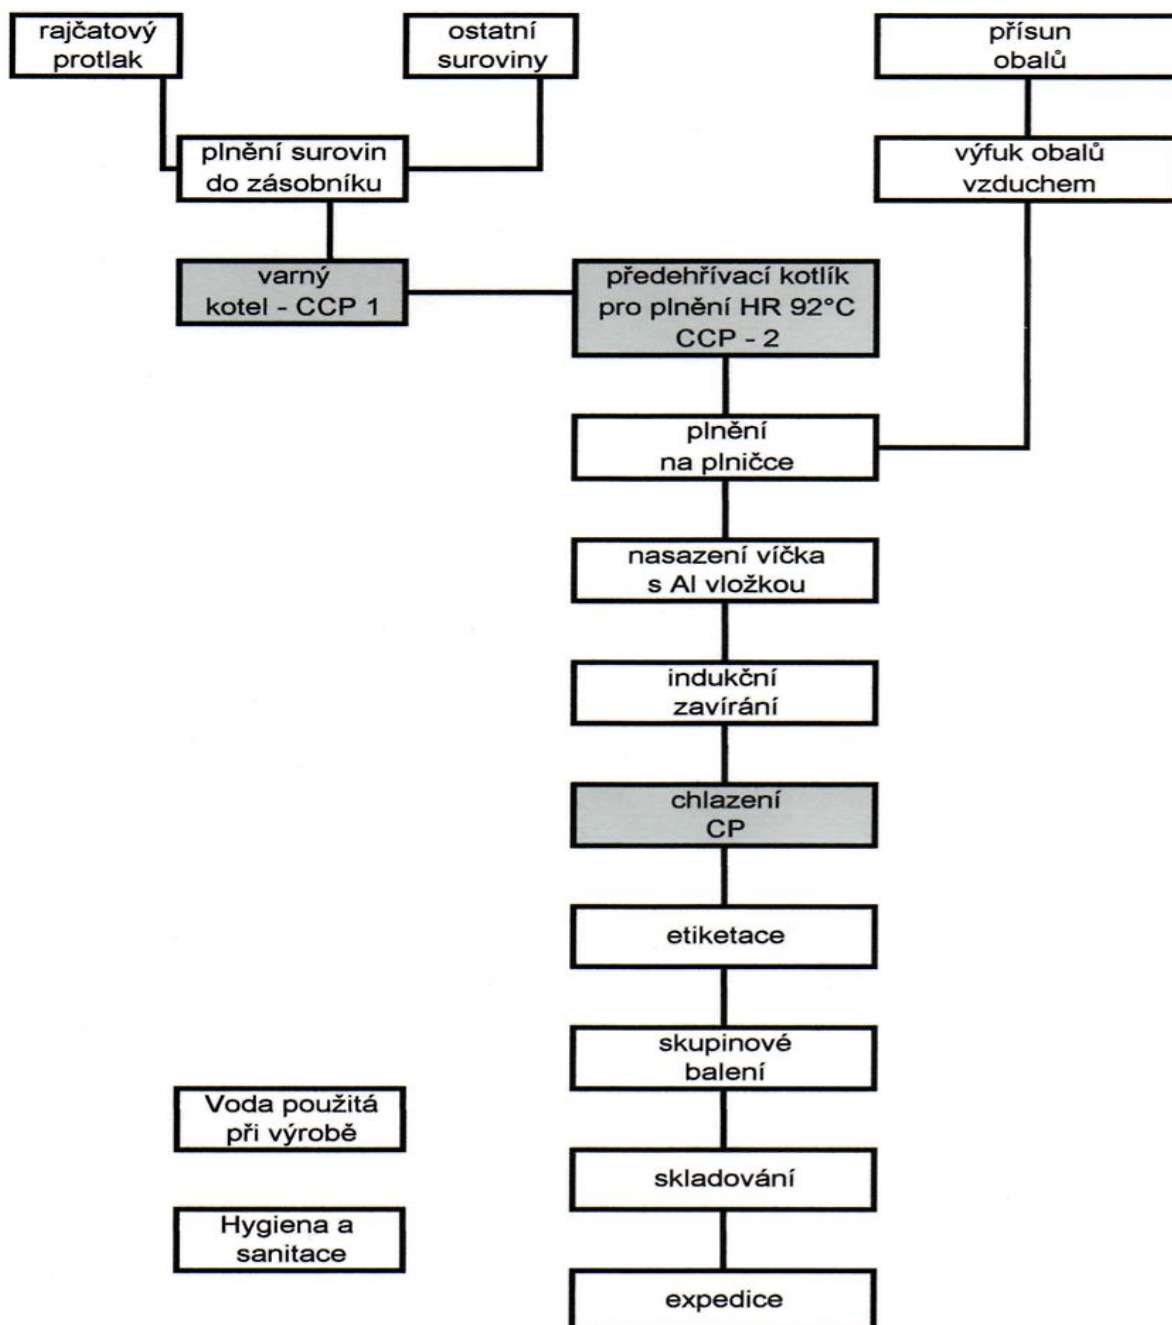 rajčatový
protlak
ostatní
suroviny
přísun
obalů
plnění surovin
do zásobníku
výfuk obalů
vzduchem
varný
kotel - CCP 1
předehřívací kotlík
pro plnění HR 92°C
CCP - 2
plnění
na plničce
nasazení víčka
s Al vložkou
indukční
zavírání
chlazení
CP
etiketace
skupinové
balení
Voda použitá
při výrobě
skladování
Hygiena a
sanitace
expedice